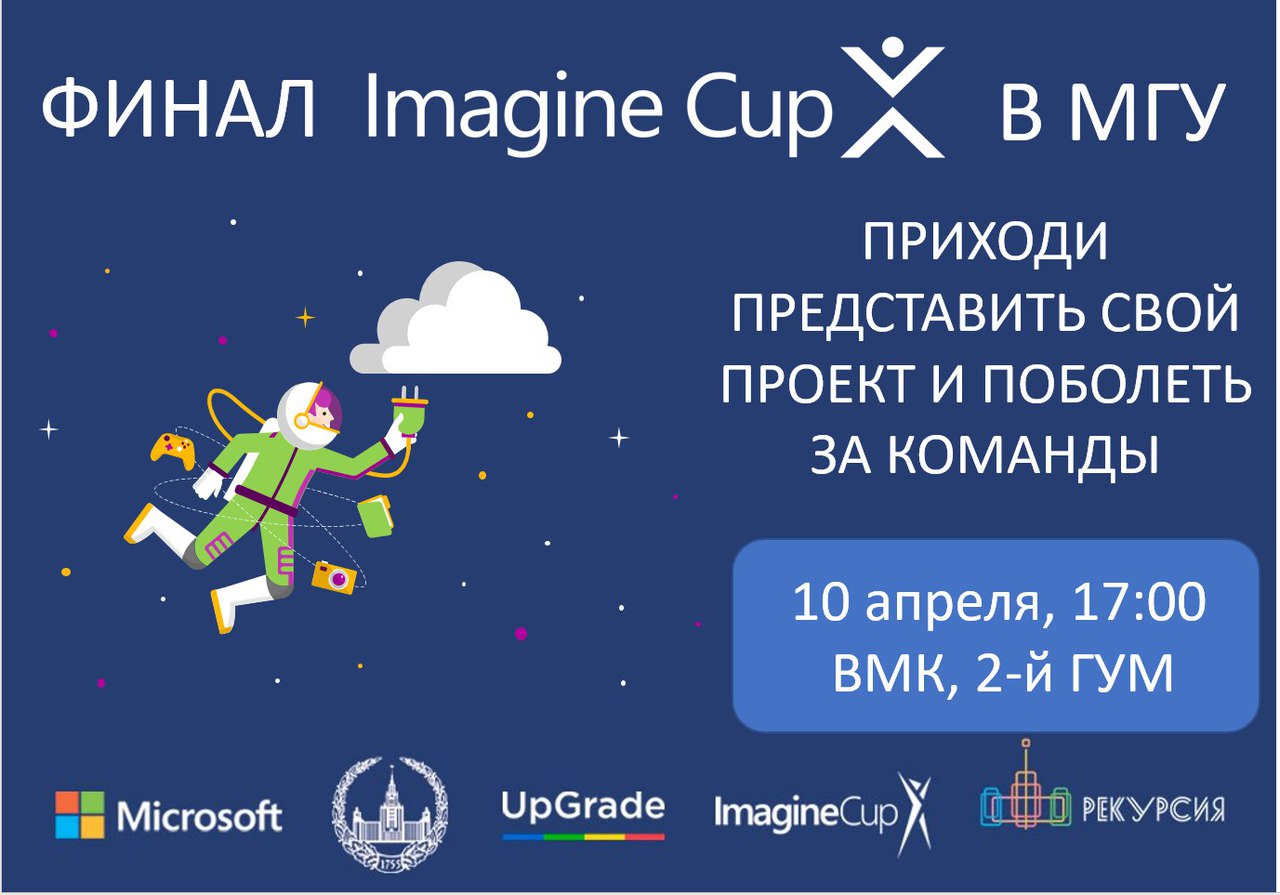 ФИНАЛ Imagine Cup В МГУ
ПРИХОДИ
ПРЕДСТАВИТЬ СВОЙ
ПРОЕКТ И ПОБОЛЕТЬ
ЗА КОМАНДЫ
10 апреля, 17:00
ВМК, 2-й ГУМ
Microsoft 1755 UpGrade ImagineCup РЕКУРСИЯ